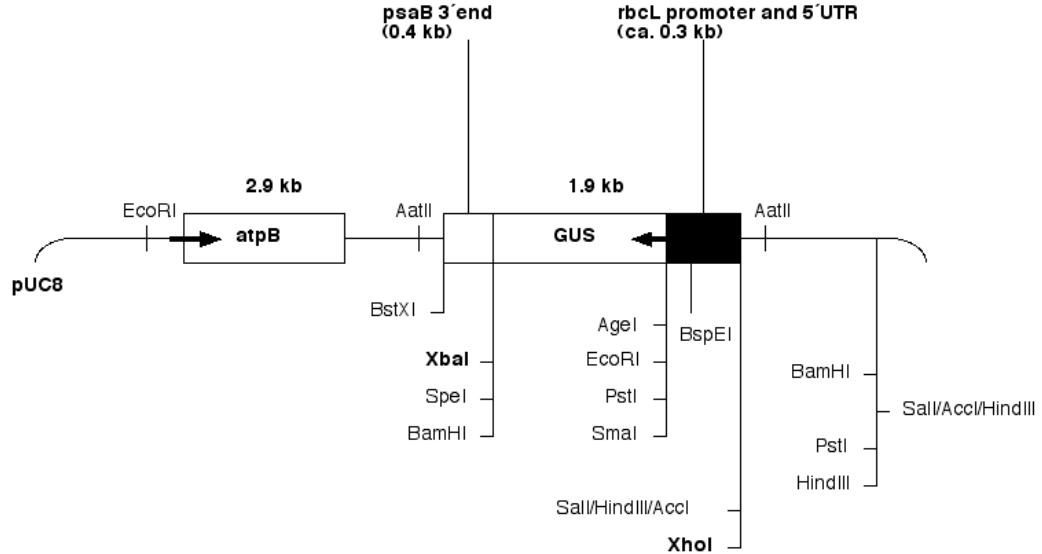 psaB 3´end
(0.4 kb)
rbcL promoter and 5´UTR
(ca. 0.3 kb)
2.9 kb
1.9 kb
EcoRI
AatII
AatII
atpB
GUS
pUC8
BstXI
AgeI
BspEI
XbaI
EcoRI
BamHI
SpeI
PstI
SalI/AccI/HindIII
BamHI
SmaI
PstI
HindIII
SalI/HindIII/AccI
XhoI